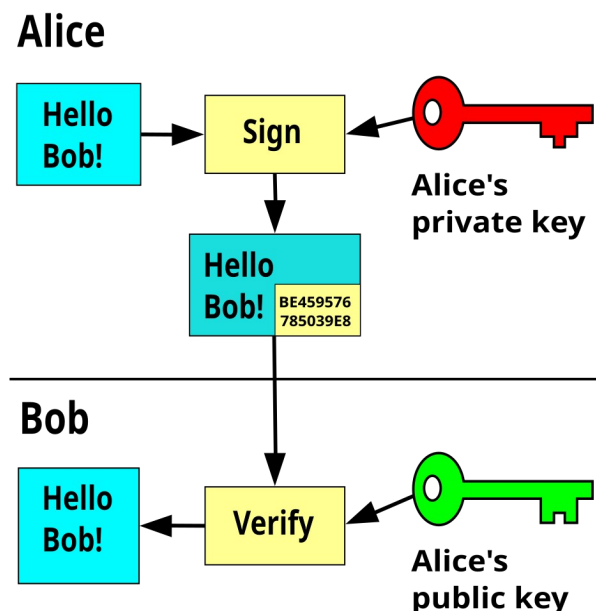 Alice
Hello
Bob!
Sign
Alice's
private key
Hello
Bob!
BE459576
785039E8
Bob
Hello
Bob!
Verify
Alice's
public key